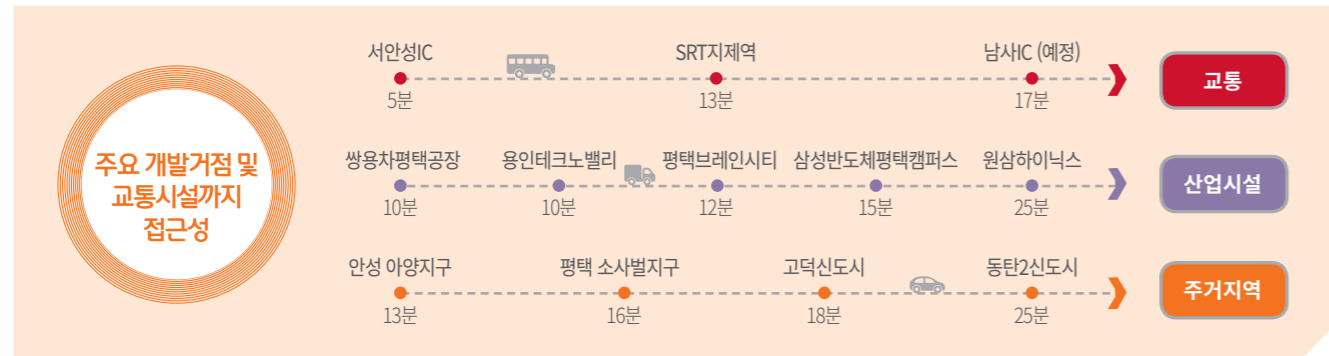 주요 개발거점 및
교통시설까지
접근성
서안성IC SRT지제역 남사IC (예정)
5분 13분 17분
교통
쌍용차평택공장 용인테크노밸리 평택브레인시티 삼성반도체평택캠퍼스 원삼하이닉스
10분 10분 12분 15분 25분
산업시설
안성 아양지구 평택 소사벌지구 고덕신도시 동탄2신도시
13분 16분 18분 25분
주거지역